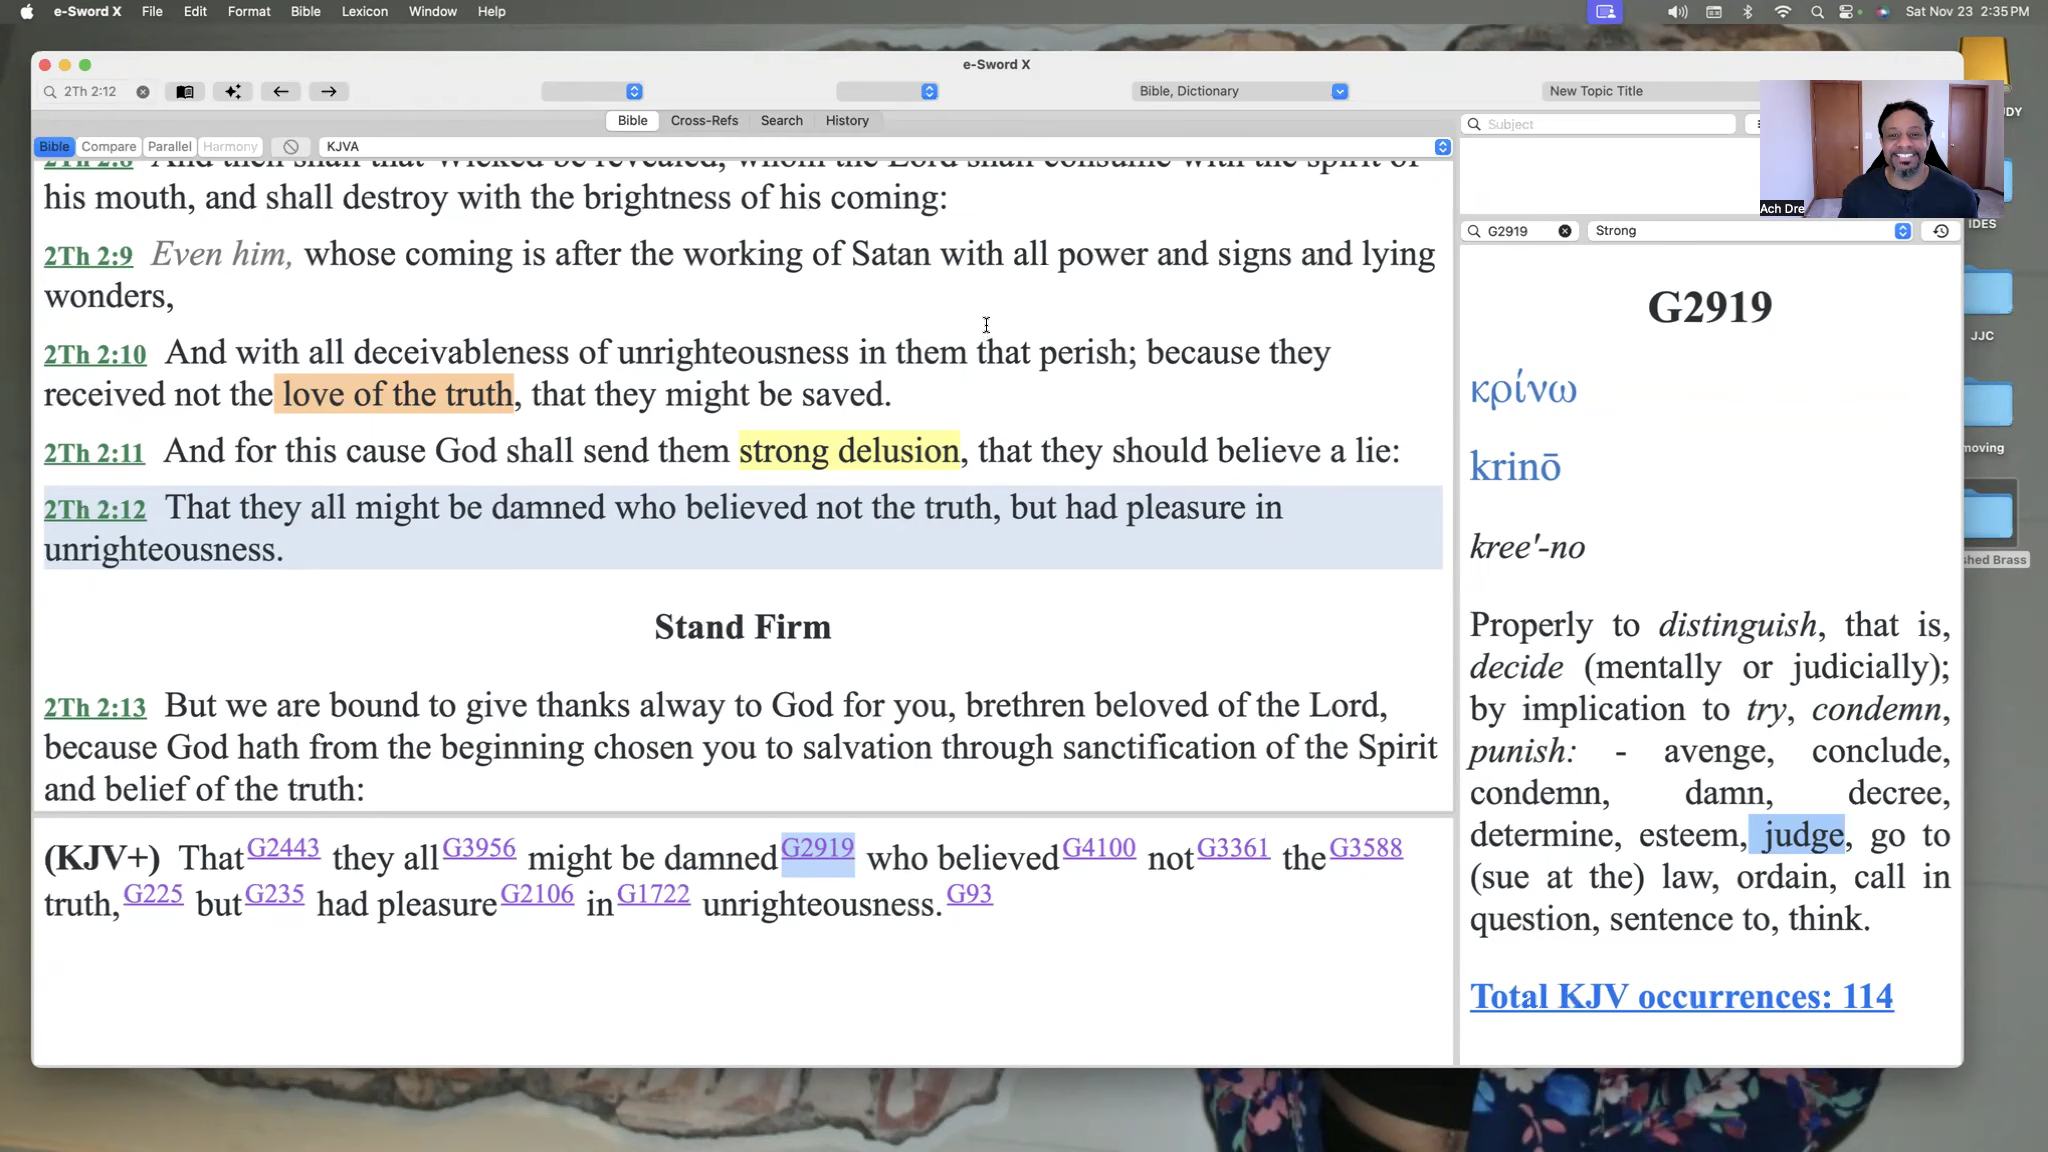 e-Sword X File Edit Format Bible Lexicon Window Help Sat Nov 23 2:35 PM
e-Sword X
2Th 2:12 Bible, Dictionary New Topic Title
Bible Cross-Refs Search History
Bible Compare Parallel Harmony KJVA
his mouth, and shall destroy with the brightness of his coming:
2Th 2:9 Even him, whose coming is after the working of Satan with all power and signs and lying
wonders,
2Th 2:10 And with all deceivableness of unrighteousness in them that perish; because they
received not the love of the truth, that they might be saved.
2Th 2:11 And for this cause God shall send them strong delusion, that they should believe a lie:
2Th 2:12 That they all might be damned who believed not the truth, but had pleasure in
unrighteousness.
Stand Firm
2Th 2:13 But we are bound to give thanks alway to God for you, brethren beloved of the Lord,
because God hath from the beginning chosen you to salvation through sanctification of the Spirit
and belief of the truth:
(KJV+) That G2443 they all G3956 might be damned G2919 who believed G4100 not G3361 the G3588
truth, G225 but G235 had pleasure G2106 in G1722 unrighteousness. G93
Subject
Ach Dre
G2919 Strong
G2919
κρίνω
krinō
kree'-no
Properly to distinguish, that is,
decide (mentally or judicially);
by implication to try, condemn,
punish: - avenge, conclude,
condemn, damn, decree,
determine, esteem, judge, go to
(sue at the) law, ordain, call in
question, sentence to, think.
Total KJV occurrences: 114
JJC
moving
shed Brass